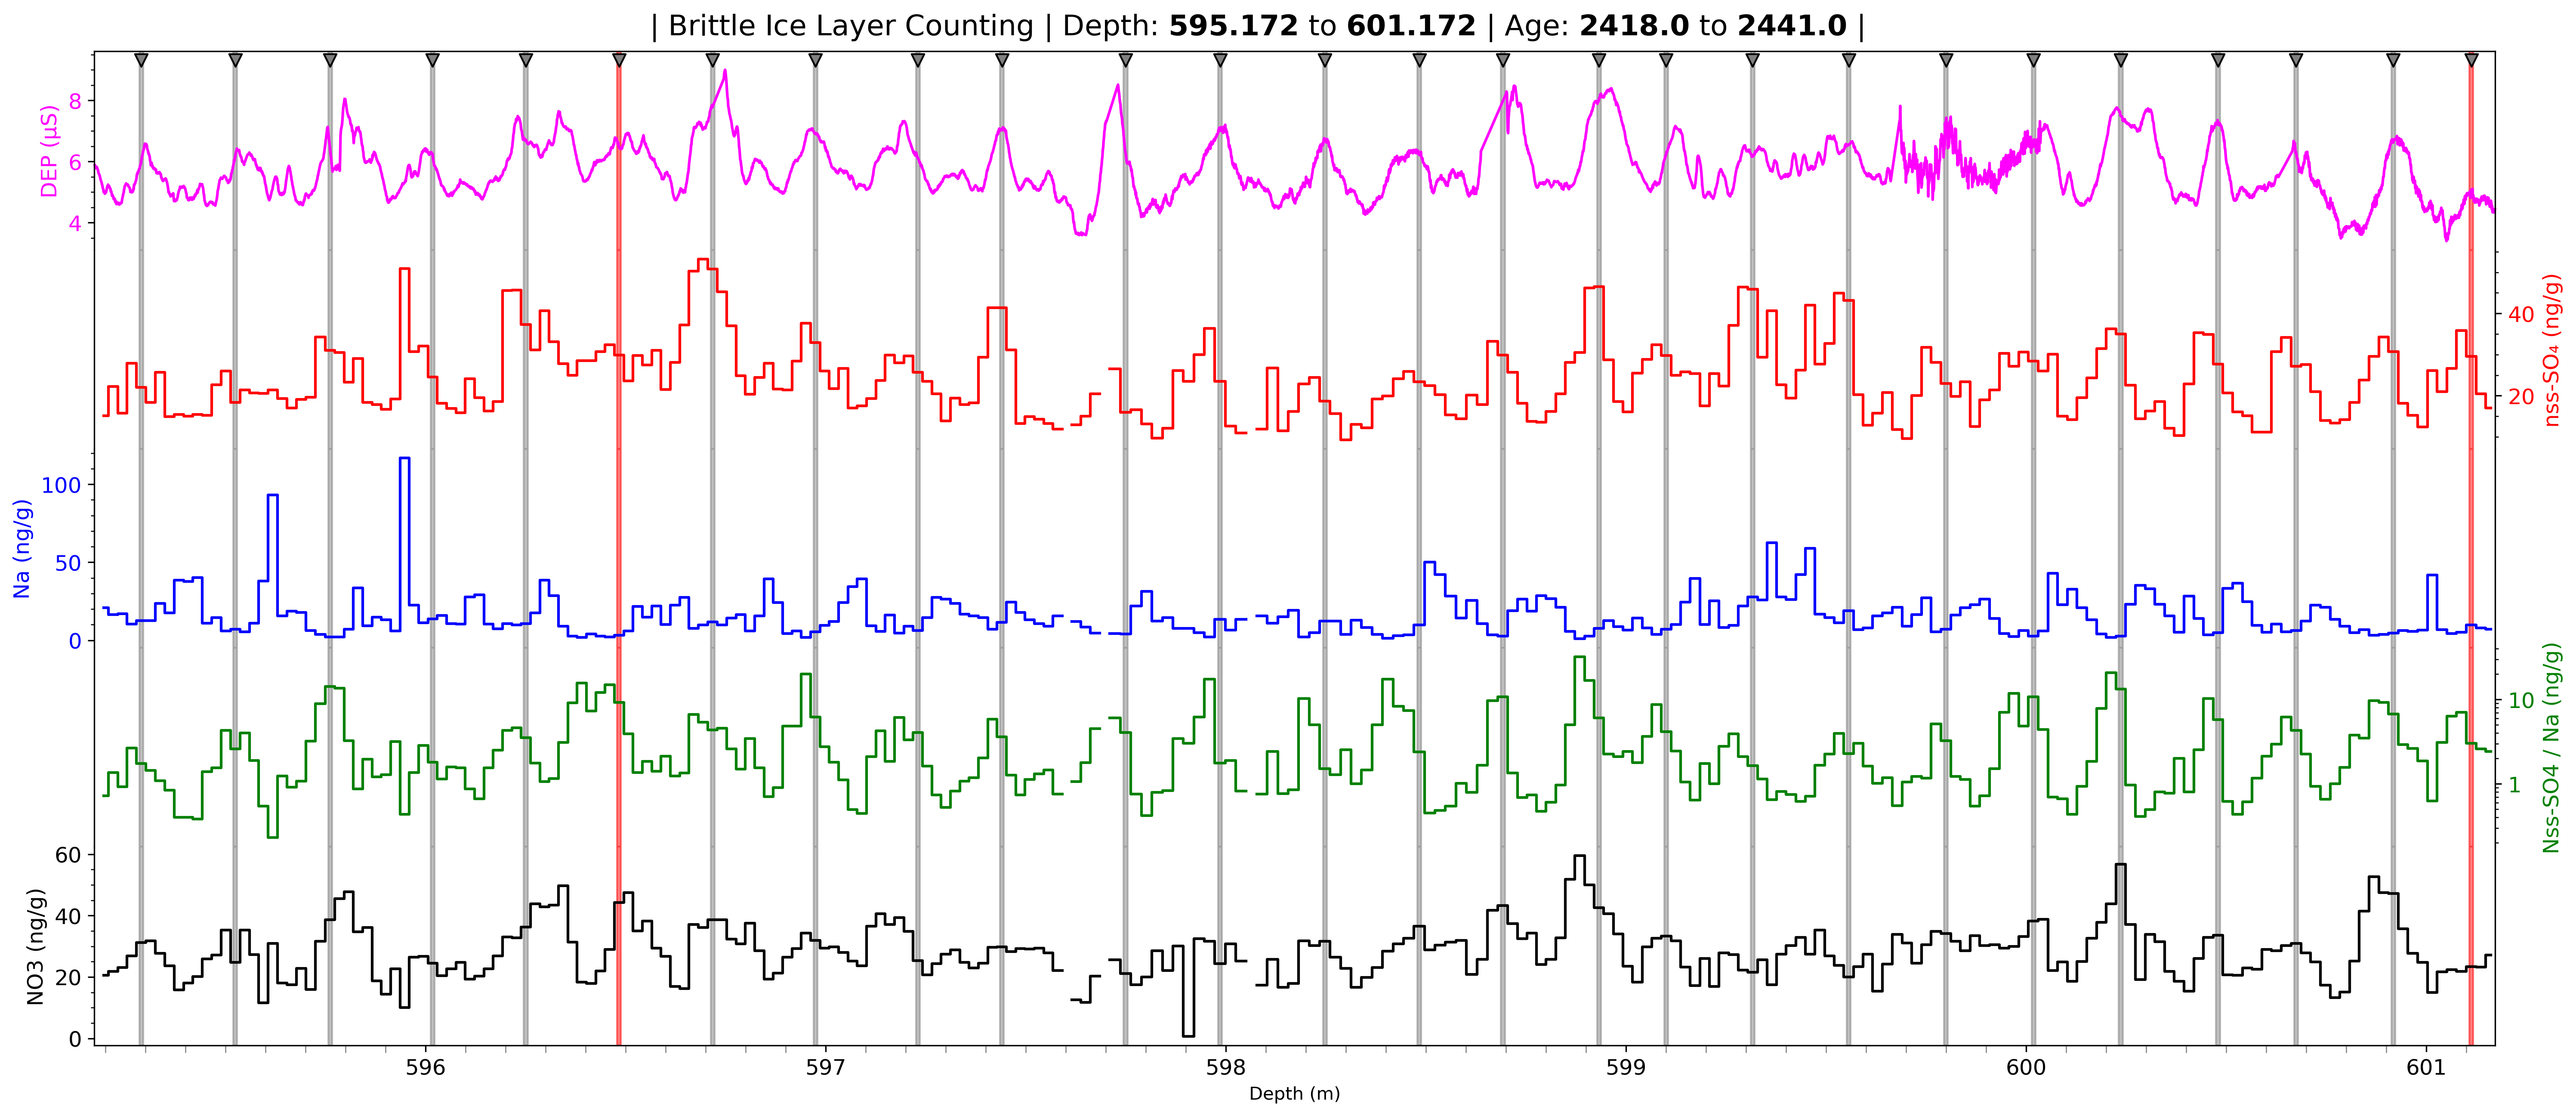 | Brittle Ice Layer Counting | Depth: 595.172 to 601.172 | Age: 2418.0 to 2441.0 |
DEP (µS)
8
6
4
nss-SO₄ (ng/g)
40
20
Na (ng/g)
100
50
0
Nss-SO4 / Na (ng/g)
10
1
NO3 (ng/g)
60
40
20
0
596
597
598
599
600
601
Depth (m)